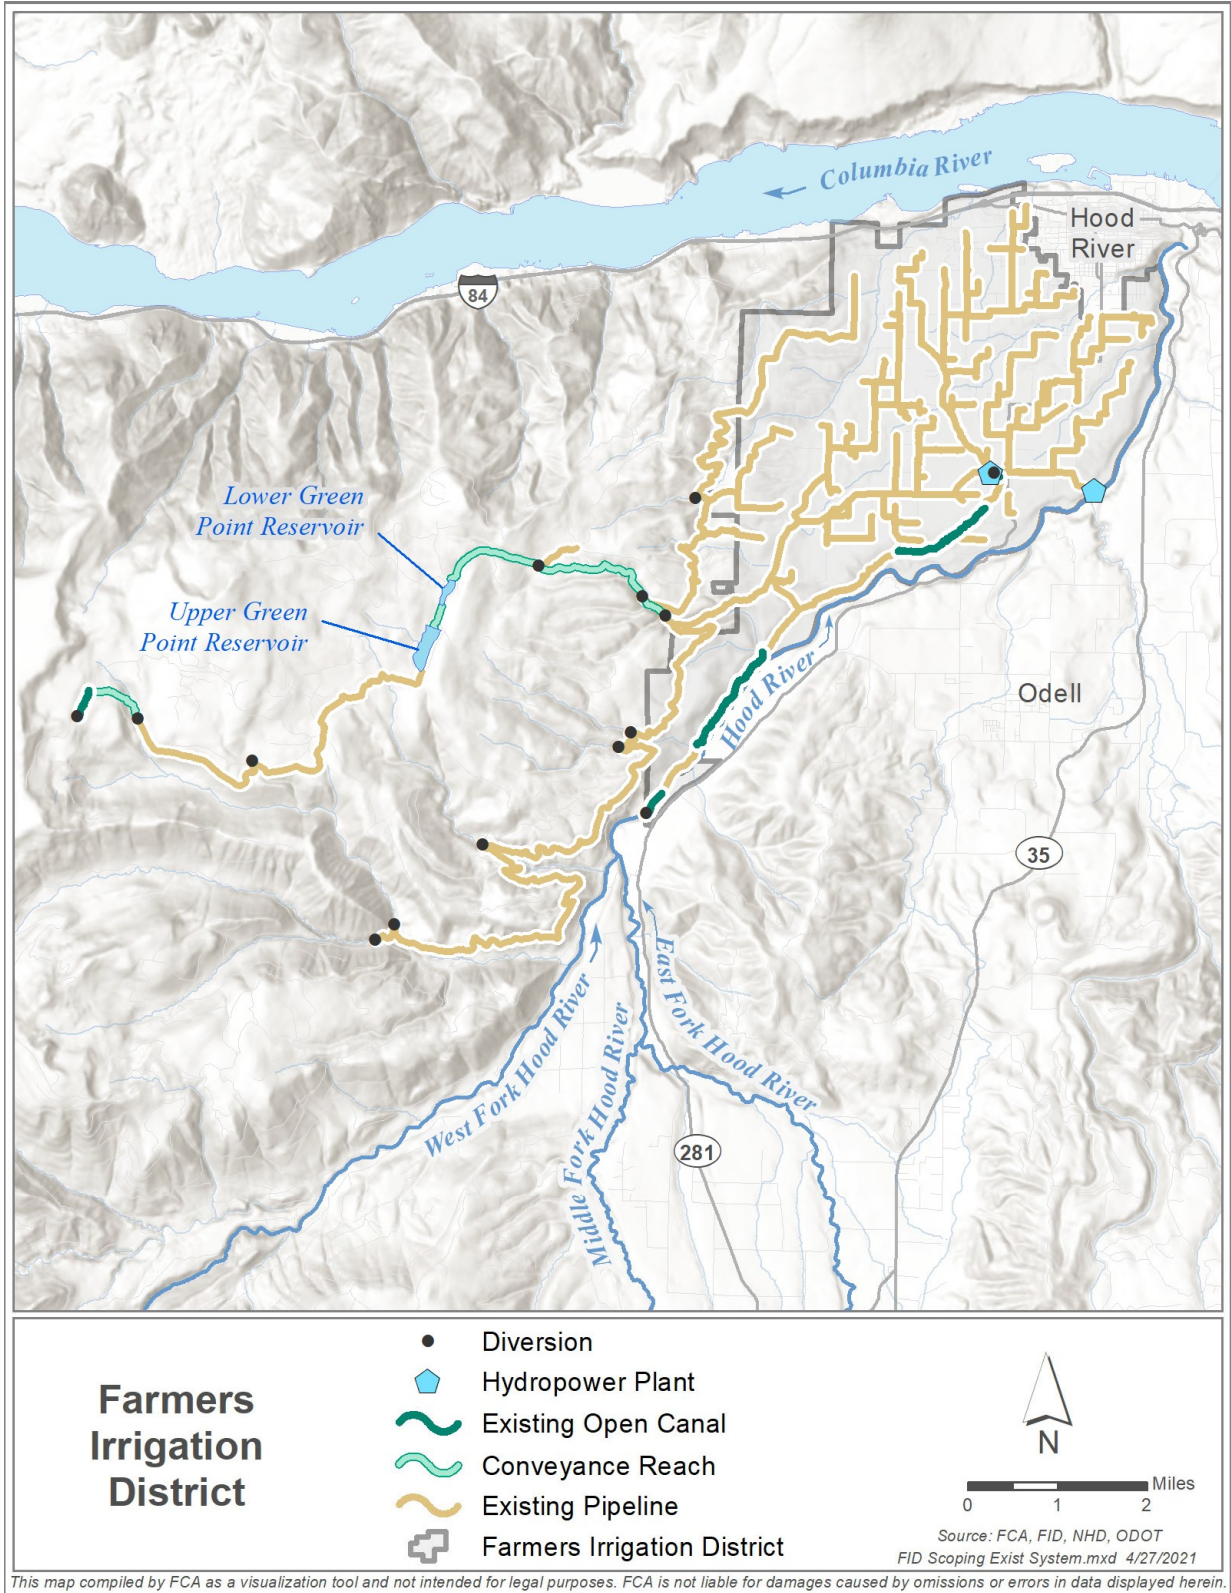 Columbia River
Hood
River
84
Lower Green
Point Reservoir
Upper Green
Point Reservoir
Hood River
Odell
35
East Fork Hood River
West Fork Hood River
Middle Fork Hood River
281
Farmers
Irrigation
District
Diversion
Hydropower Plant
Existing Open Canal
Conveyance Reach
Existing Pipeline
Farmers Irrigation District
N
Miles
0 1 2
Source: FCA, FID, NHD, ODOT
FID Scoping Exist System.mxd 4/27/2021
This map compiled by FCA as a visualization tool and not intended for legal purposes. FCA is not liable for damages caused by omissions or errors in data displayed herein.